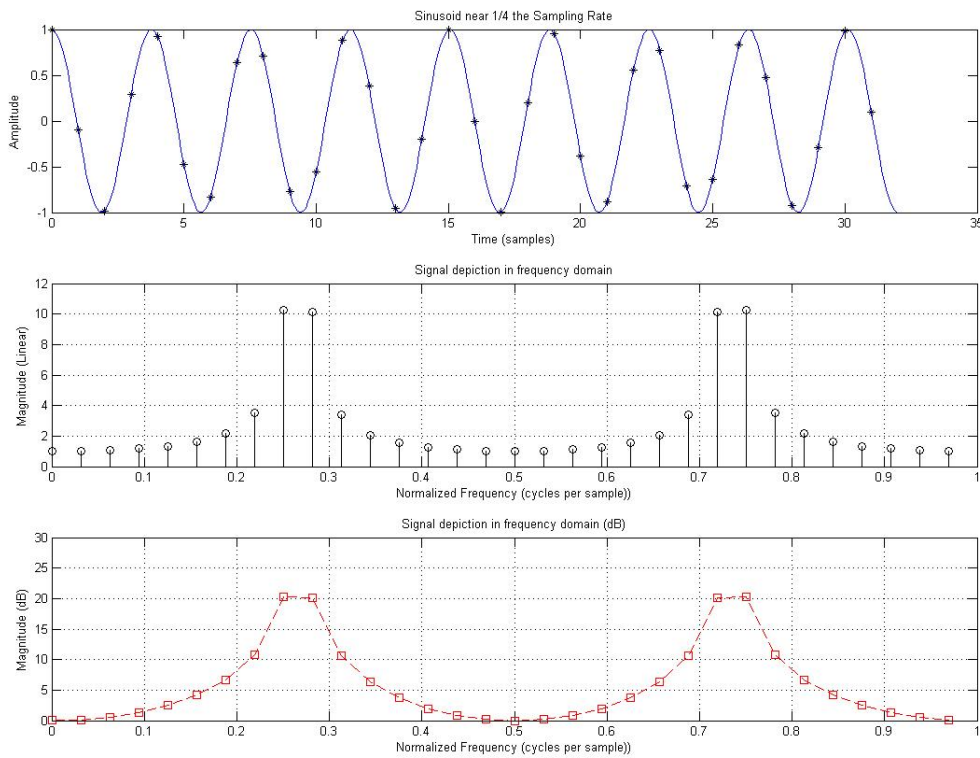 Sinusoid near 1/4 the Sampling Rate
1
0.5
0
-0.5
-1
Amplitude
0 5 10 15 20 25 30 35
Time (samples)
Signal depiction in frequency domain
12
10
8
6
4
2
0
Magnitude (Linear)
0 0.1 0.2 0.3 0.4 0.5 0.6 0.7 0.8 0.9 1
Normalized Frequency (cycles per sample))
Signal depiction in frequency domain (dB)
30
25
20
15
10
5
0
Magnitude (dB)
0 0.1 0.2 0.3 0.4 0.5 0.6 0.7 0.8 0.9 1
Normalized Frequency (cycles per sample))